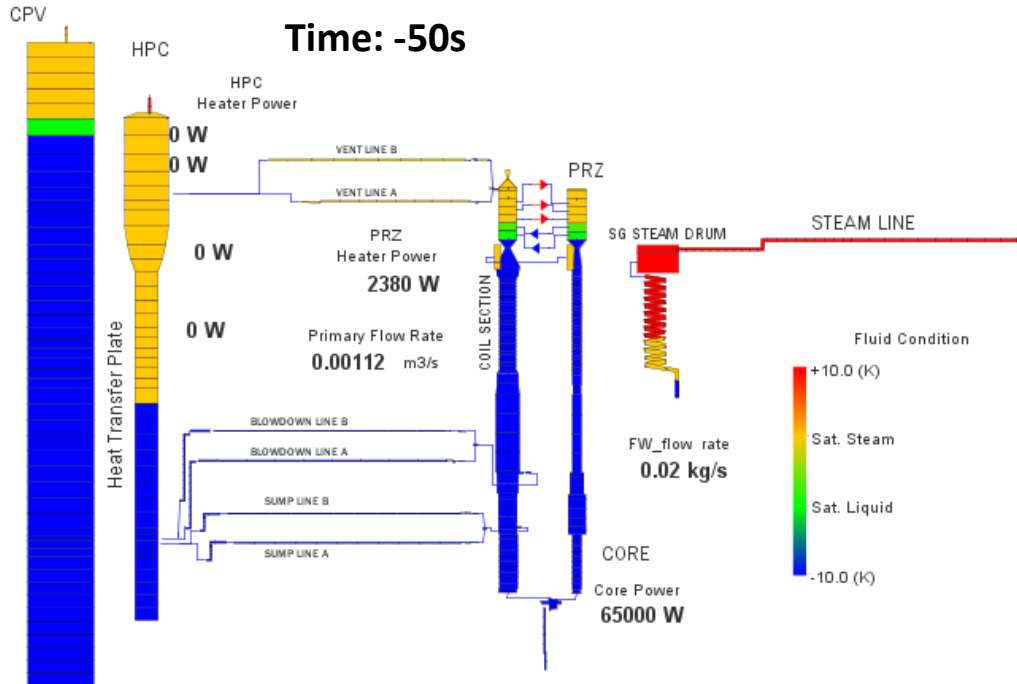 CPV
Time: -50s
HPC
HPC
Heater Power
0 W
0 W
VENT LINE B
PRZ
VENT LINE A
STEAM LINE
SG STEAM DRUM
PRZ
Heater Power
0 W
2380 W
COIL SECTION
0 W
Primary Flow Rate
0.00112 m3/s
Fluid Condition
+10.0 (K)
Heat Transfer Plate
BLOWDOWN LINE B
Sat. Steam
FW_flow rate
BLOWDOWN LINE A
0.02 kg/s
SUMP LINE B
Sat. Liquid
SUMP LINE A
CORE
-10.0 (K)
Core Power
65000 W